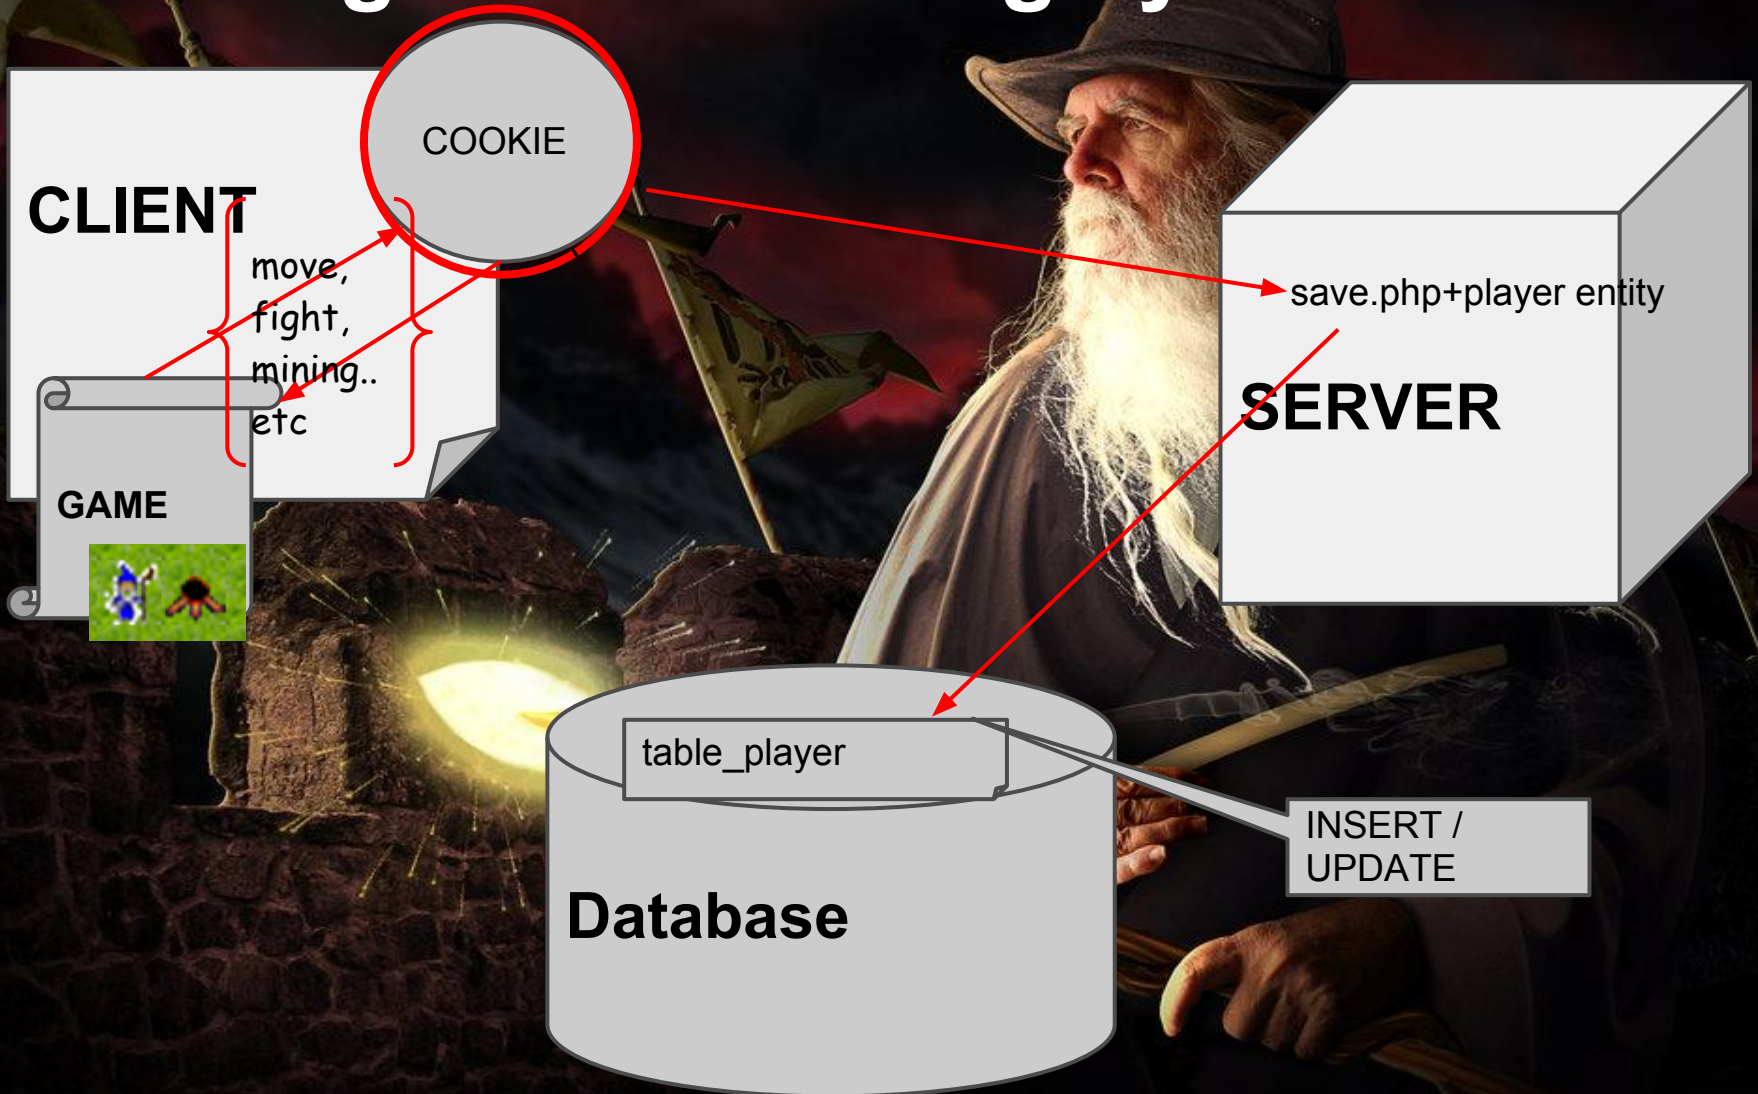 COOKIE
CLIENT
move,
fight,
mining..
etc
GAME
save.php+player entity
SERVER
table_player
INSERT /
UPDATE
Database